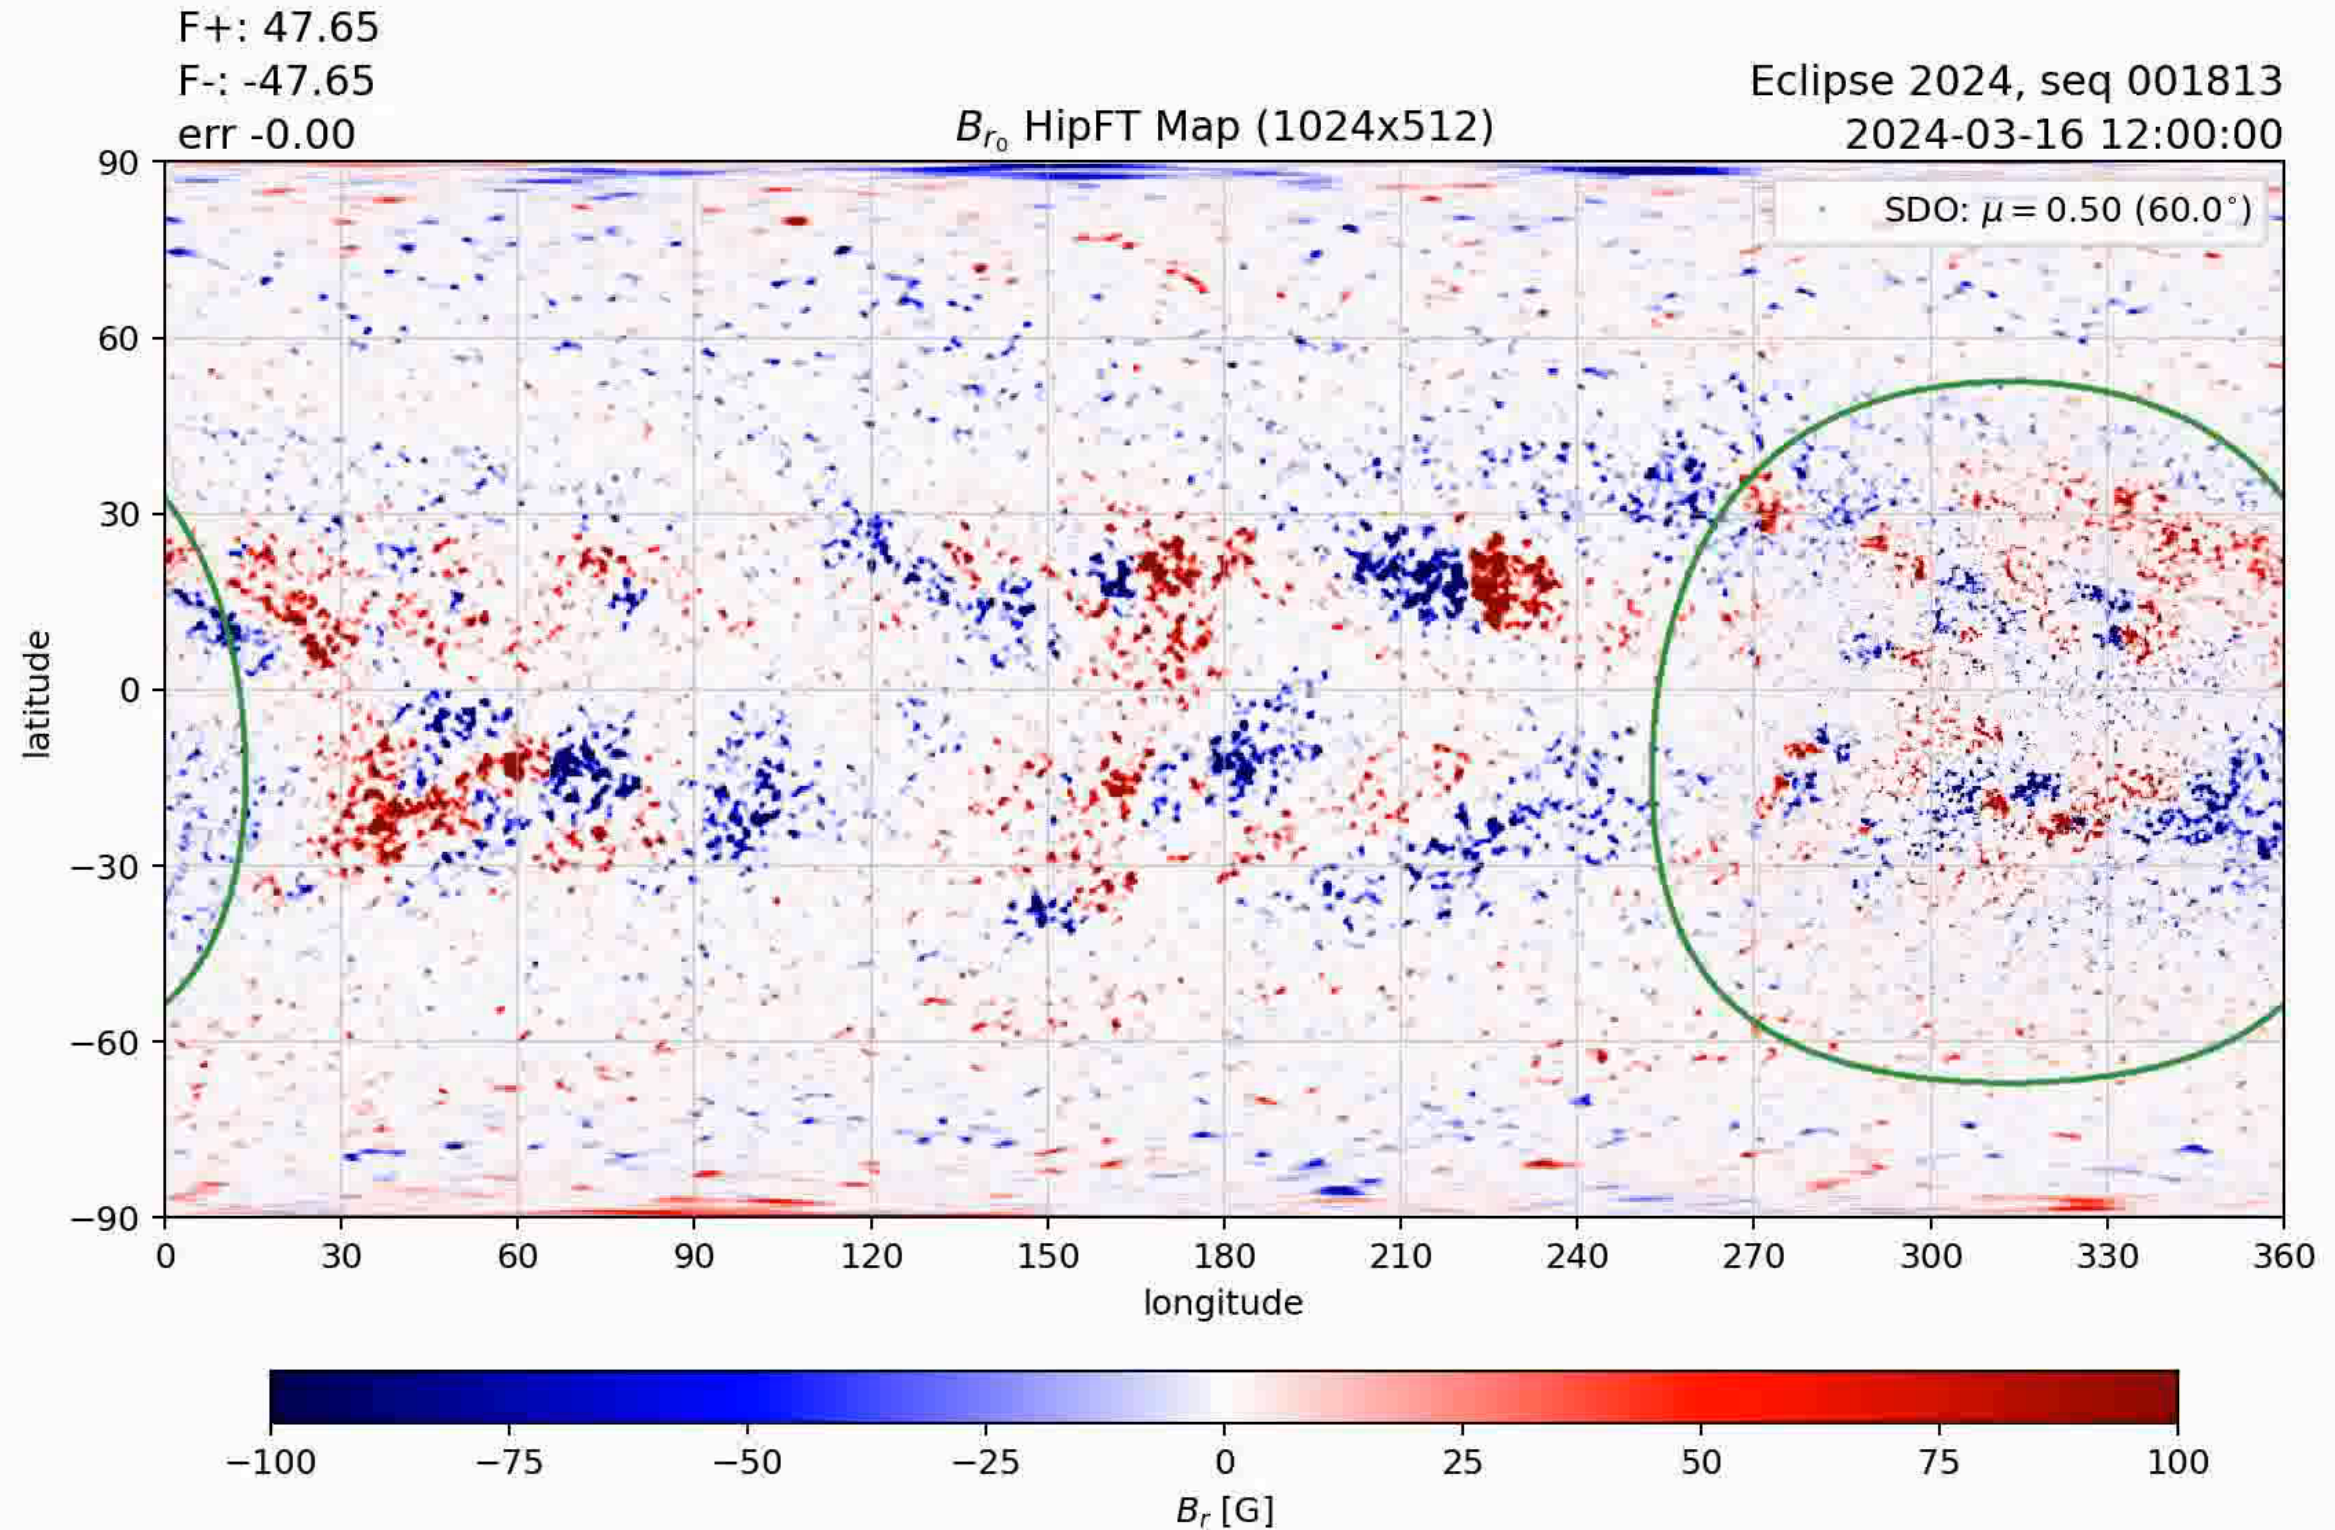 F+: 47.65
F-: -47.65
err -0.00
Eclipse 2024, seq 001813
2024-03-16 12:00:00
Br₀ HipFT Map (1024x512)
SDO: μ = 0.50 (60.0°)
latitude
90
60
30
0
−30
−60
−90
0 30 60 90 120 150 180 210 240 270 300 330 360
longitude
−100 −75 −50 −25 0 25 50 75 100
Br [G]